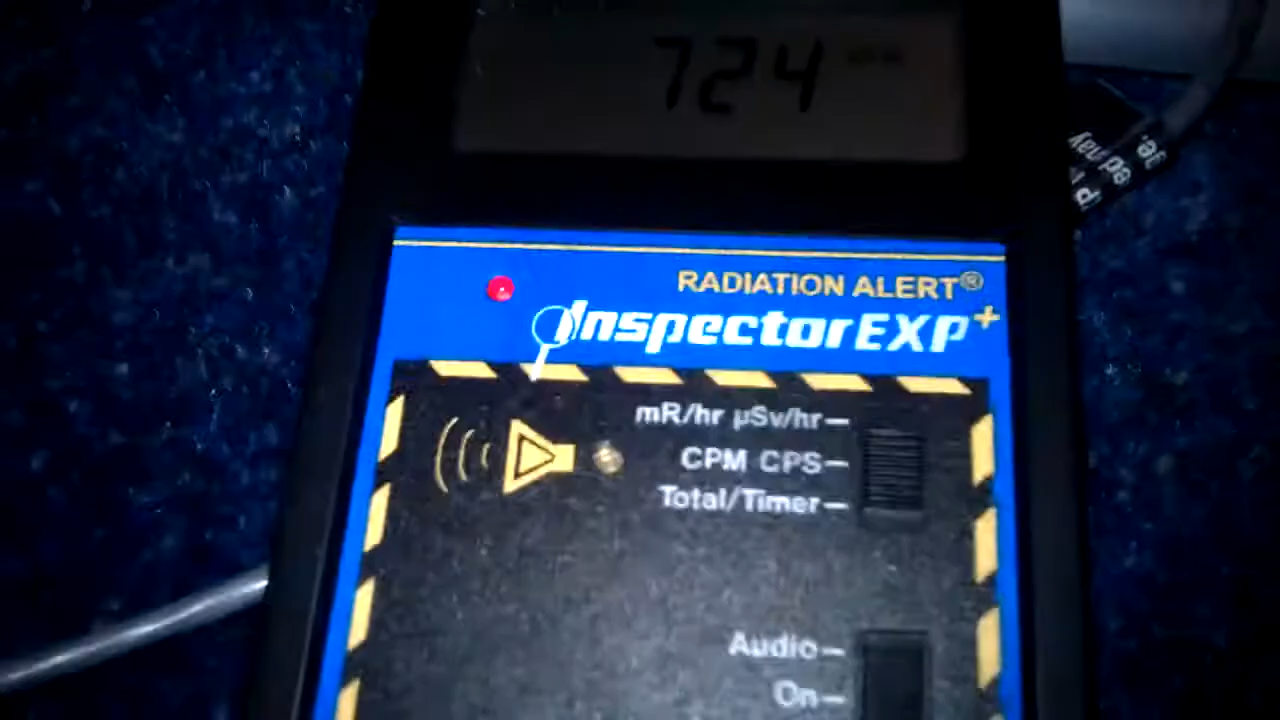 724
RADIATION ALERT®
InspectorEXP+
mR/hr µSv/hr
CPM CPS
Total/Timer
Audio
On